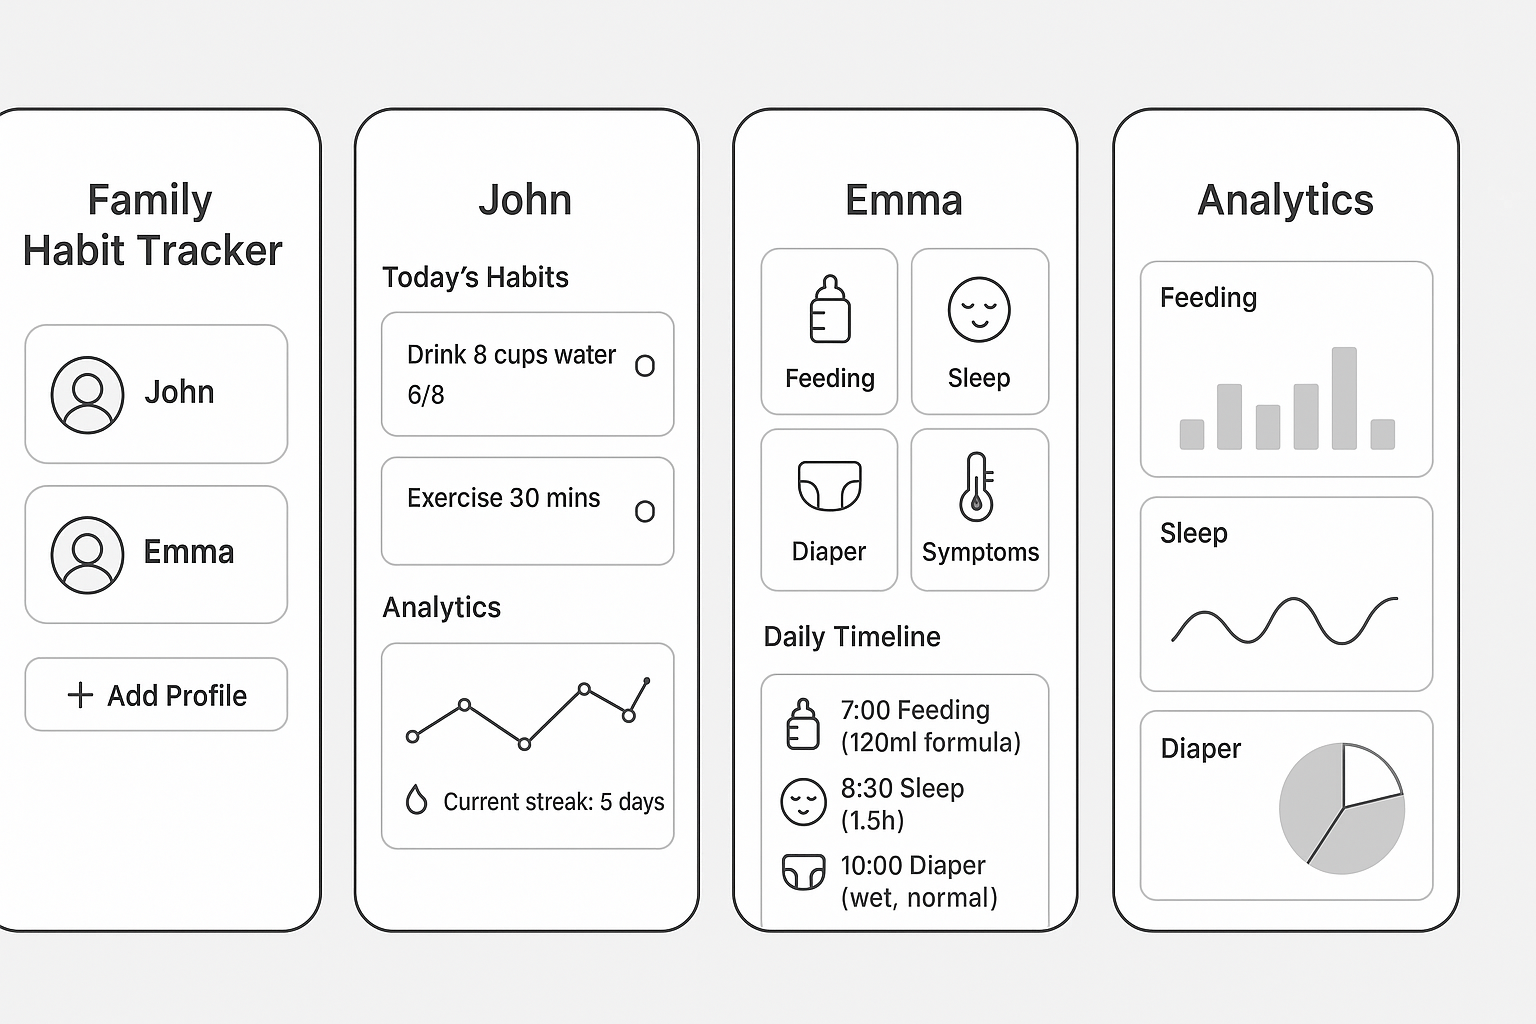 Family
Habit Tracker
John
Emma
+ Add Profile
John
Today's Habits
Drink 8 cups water
6/8
Exercise 30 mins
Analytics
Current streak: 5 days
Emma
Feeding
Sleep
Diaper
Symptoms
Daily Timeline
7:00 Feeding
(120ml formula)
8:30 Sleep
(1.5h)
10:00 Diaper
(wet, normal)
Analytics
Feeding
Sleep
Diaper